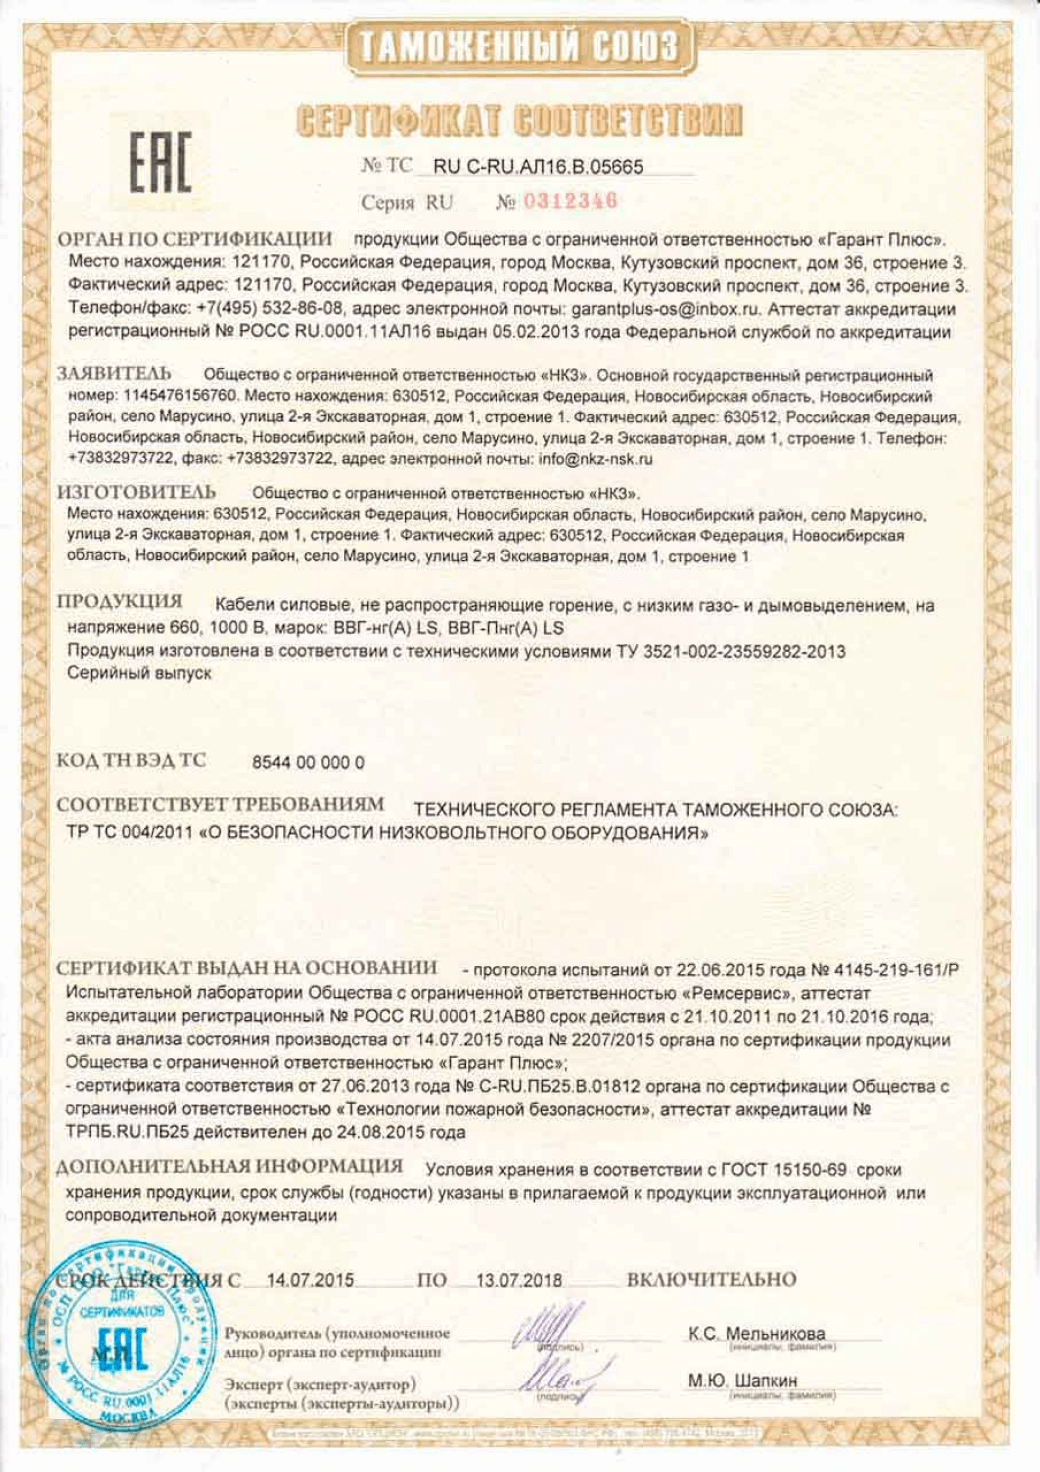 ТАМОЖЕННЫЙ СОЮЗ
СЕРТИФИКАТ СООТВЕТСТВИЯ
ЕАС
№ ТС RU C-RU.АЛ16.В.05665
Серия RU № 0312346
ОРГАН ПО СЕРТИФИКАЦИИ продукции Общества с ограниченной ответственностью «Гарант Плюс».
Место нахождения: 121170, Российская Федерация, город Москва, Кутузовский проспект, дом 36, строение 3.
Фактический адрес: 121170, Российская Федерация, город Москва, Кутузовский проспект, дом 36, строение 3.
Телефон/факс: +7(495) 532-86-08, адрес электронной почты: garantplus-os@inbox.ru. Аттестат аккредитации
регистрационный № РОСС RU.0001.11АЛ16 выдан 05.02.2013 года Федеральной службой по аккредитации
ЗАЯВИТЕЛЬ Общество с ограниченной ответственностью «НКЗ». Основной государственный регистрационный
номер: 1145476156760. Место нахождения: 630512, Российская Федерация, Новосибирская область, Новосибирский
район, село Марусино, улица 2-я Экскаваторная, дом 1, строение 1. Фактический адрес: 630512, Российская Федерация,
Новосибирская область, Новосибирский район, село Марусино, улица 2-я Экскаваторная, дом 1, строение 1. Телефон:
+73832973722, факс: +73832973722, адрес электронной почты: info@nkz-nsk.ru
ИЗГОТОВИТЕЛЬ Общество с ограниченной ответственностью «НКЗ».
Место нахождения: 630512, Российская Федерация, Новосибирская область, Новосибирский район, село Марусино,
улица 2-я Экскаваторная, дом 1, строение 1. Фактический адрес: 630512, Российская Федерация, Новосибирская
область, Новосибирский район, село Марусино, улица 2-я Экскаваторная, дом 1, строение 1
ПРОДУКЦИЯ Кабели силовые, не распространяющие горение, с низким газо- и дымовыделением, на
напряжение 660, 1000 В, марок: ВВГ-нг(А) LS, ВВГ-Пнг(А) LS
Продукция изготовлена в соответствии с техническими условиями ТУ 3521-002-23559282-2013
Серийный выпуск
КОД ТН ВЭД ТС 8544 00 000 0
СООТВЕТСТВУЕТ ТРЕБОВАНИЯМ ТЕХНИЧЕСКОГО РЕГЛАМЕНТА ТАМОЖЕННОГО СОЮЗА:
ТР ТС 004/2011 «О БЕЗОПАСНОСТИ НИЗКОВОЛЬТНОГО ОБОРУДОВАНИЯ»
СЕРТИФИКАТ ВЫДАН НА ОСНОВАНИИ - протокола испытаний от 22.06.2015 года № 4145-219-161/Р
Испытательной лаборатории Общества с ограниченной ответственностью «Ремсервис», аттестат
аккредитации регистрационный № РОСС RU.0001.21АВ80 срок действия с 21.10.2011 по 21.10.2016 года;
- акта анализа состояния производства от 14.07.2015 года № 2207/2015 органа по сертификации продукции
Общества с ограниченной ответственностью «Гарант Плюс»;
- сертификата соответствия от 27.06.2013 года № C-RU.ПБ25.В.01812 органа по сертификации Общества с
ограниченной ответственностью «Технологии пожарной безопасности», аттестат аккредитации №
ТРПБ.RU.ПБ25 действителен до 24.08.2015 года
ДОПОЛНИТЕЛЬНАЯ ИНФОРМАЦИЯ Условия хранения в соответствии с ГОСТ 15150-69 сроки
хранения продукции, срок службы (годности) указаны в прилагаемой к продукции эксплуатационной или
сопроводительной документации
СРОК ДЕЙСТВИЯ С 14.07.2015 ПО 13.07.2018 ВКЛЮЧИТЕЛЬНО
ДЛЯ
СЕРТИФИКАТОВ
ЕАС
М.П.
№ РОСС RU.0001.11АЛ16
МОСКВА
Руководитель (уполномоченное
лицо) органа по сертификации
(подпись)
К.С. Мельникова
(инициалы, фамилия)
Эксперт (эксперт-аудитор)
(эксперты (эксперты-аудиторы))
(подпись)
М.Ю. Шапкин
(инициалы, фамилия)